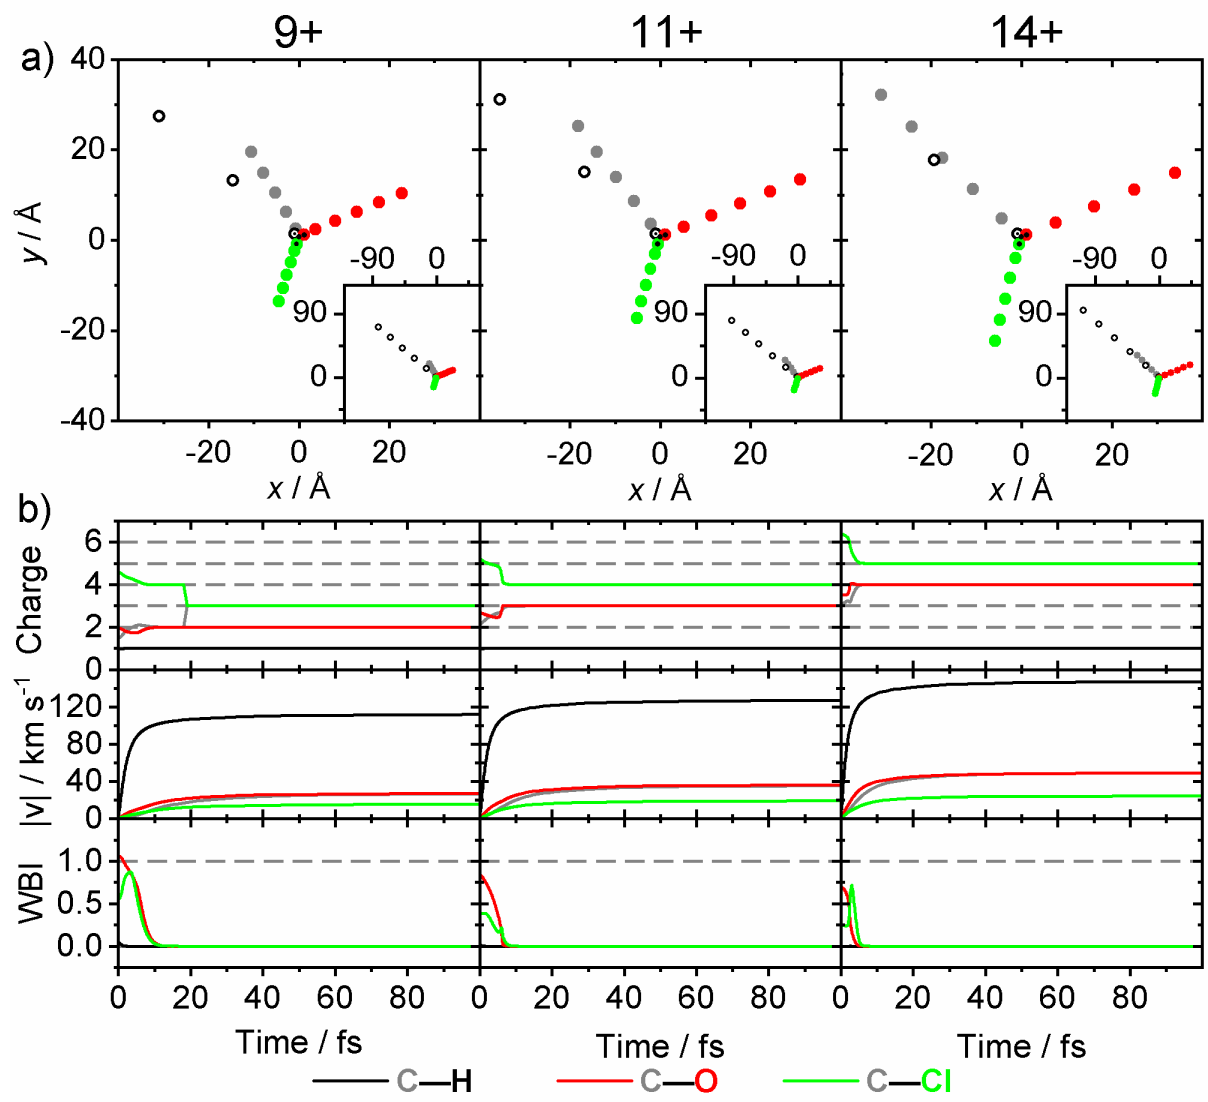 9+ 11+ 14+
a)
40
20
0
-20
-40
y / Å
-90 0 -90 0 -90 0
90 90 90
0 0 0
-20 0 20 -20 0 20 -20 0 20
x / Å x / Å x / Å
b)
6
4
2
0
Charge
120
80
40
0
|v| / km s⁻¹
1.0
0.5
0.0
WBI
0 20 40 60 80 0 20 40 60 80 0 20 40 60 80
Time / fs Time / fs Time / fs
C—H C—O C—Cl